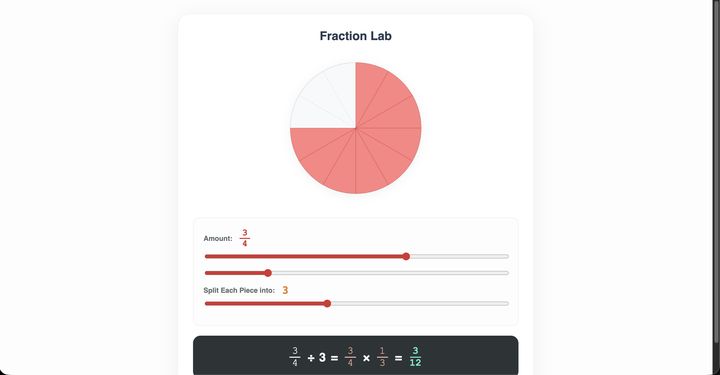 Fraction Lab
Amount: 3/4
Split Each Piece into: 3
3/4 ÷ 3 = 3/4 × 1/3 = 3/12